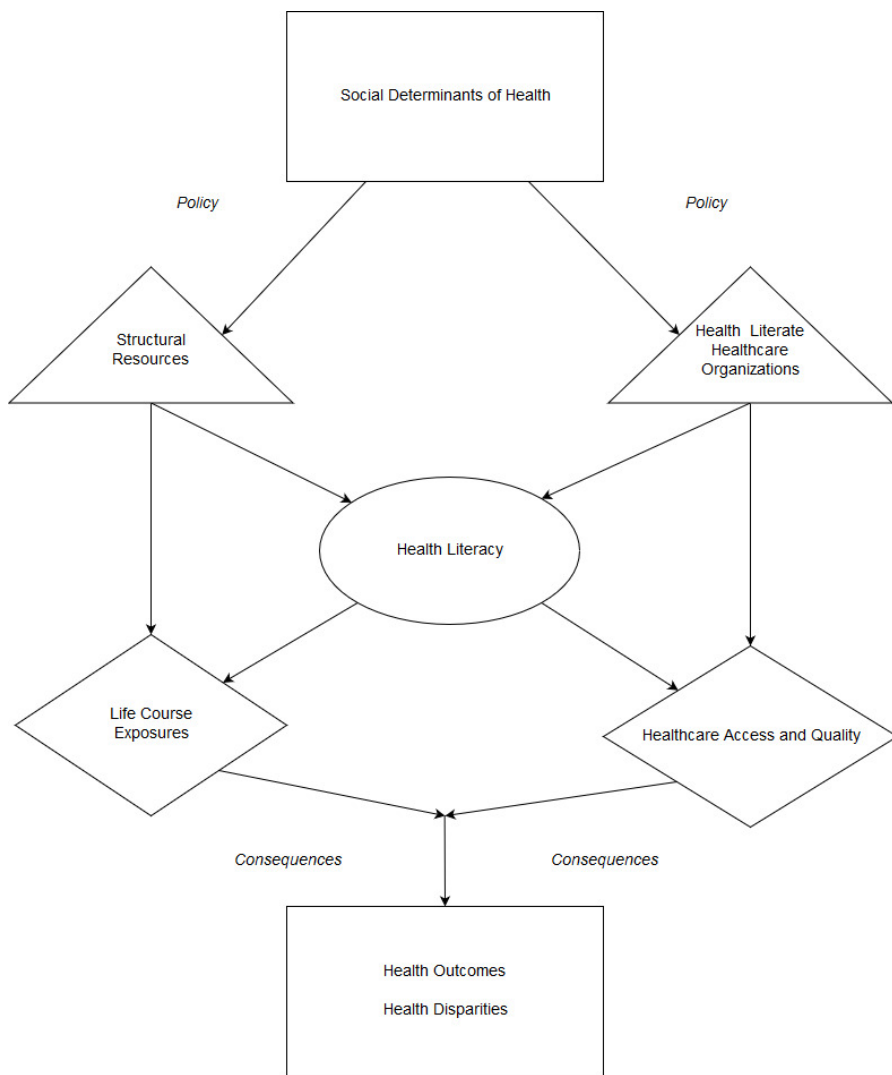 Social Determinants of Health
Policy
Policy
Structural
Resources
Health Literate
Healthcare
Organizations
Health Literacy
Life Course
Exposures
Healthcare Access and Quality
Consequences
Consequences
Health Outcomes
Health Disparities